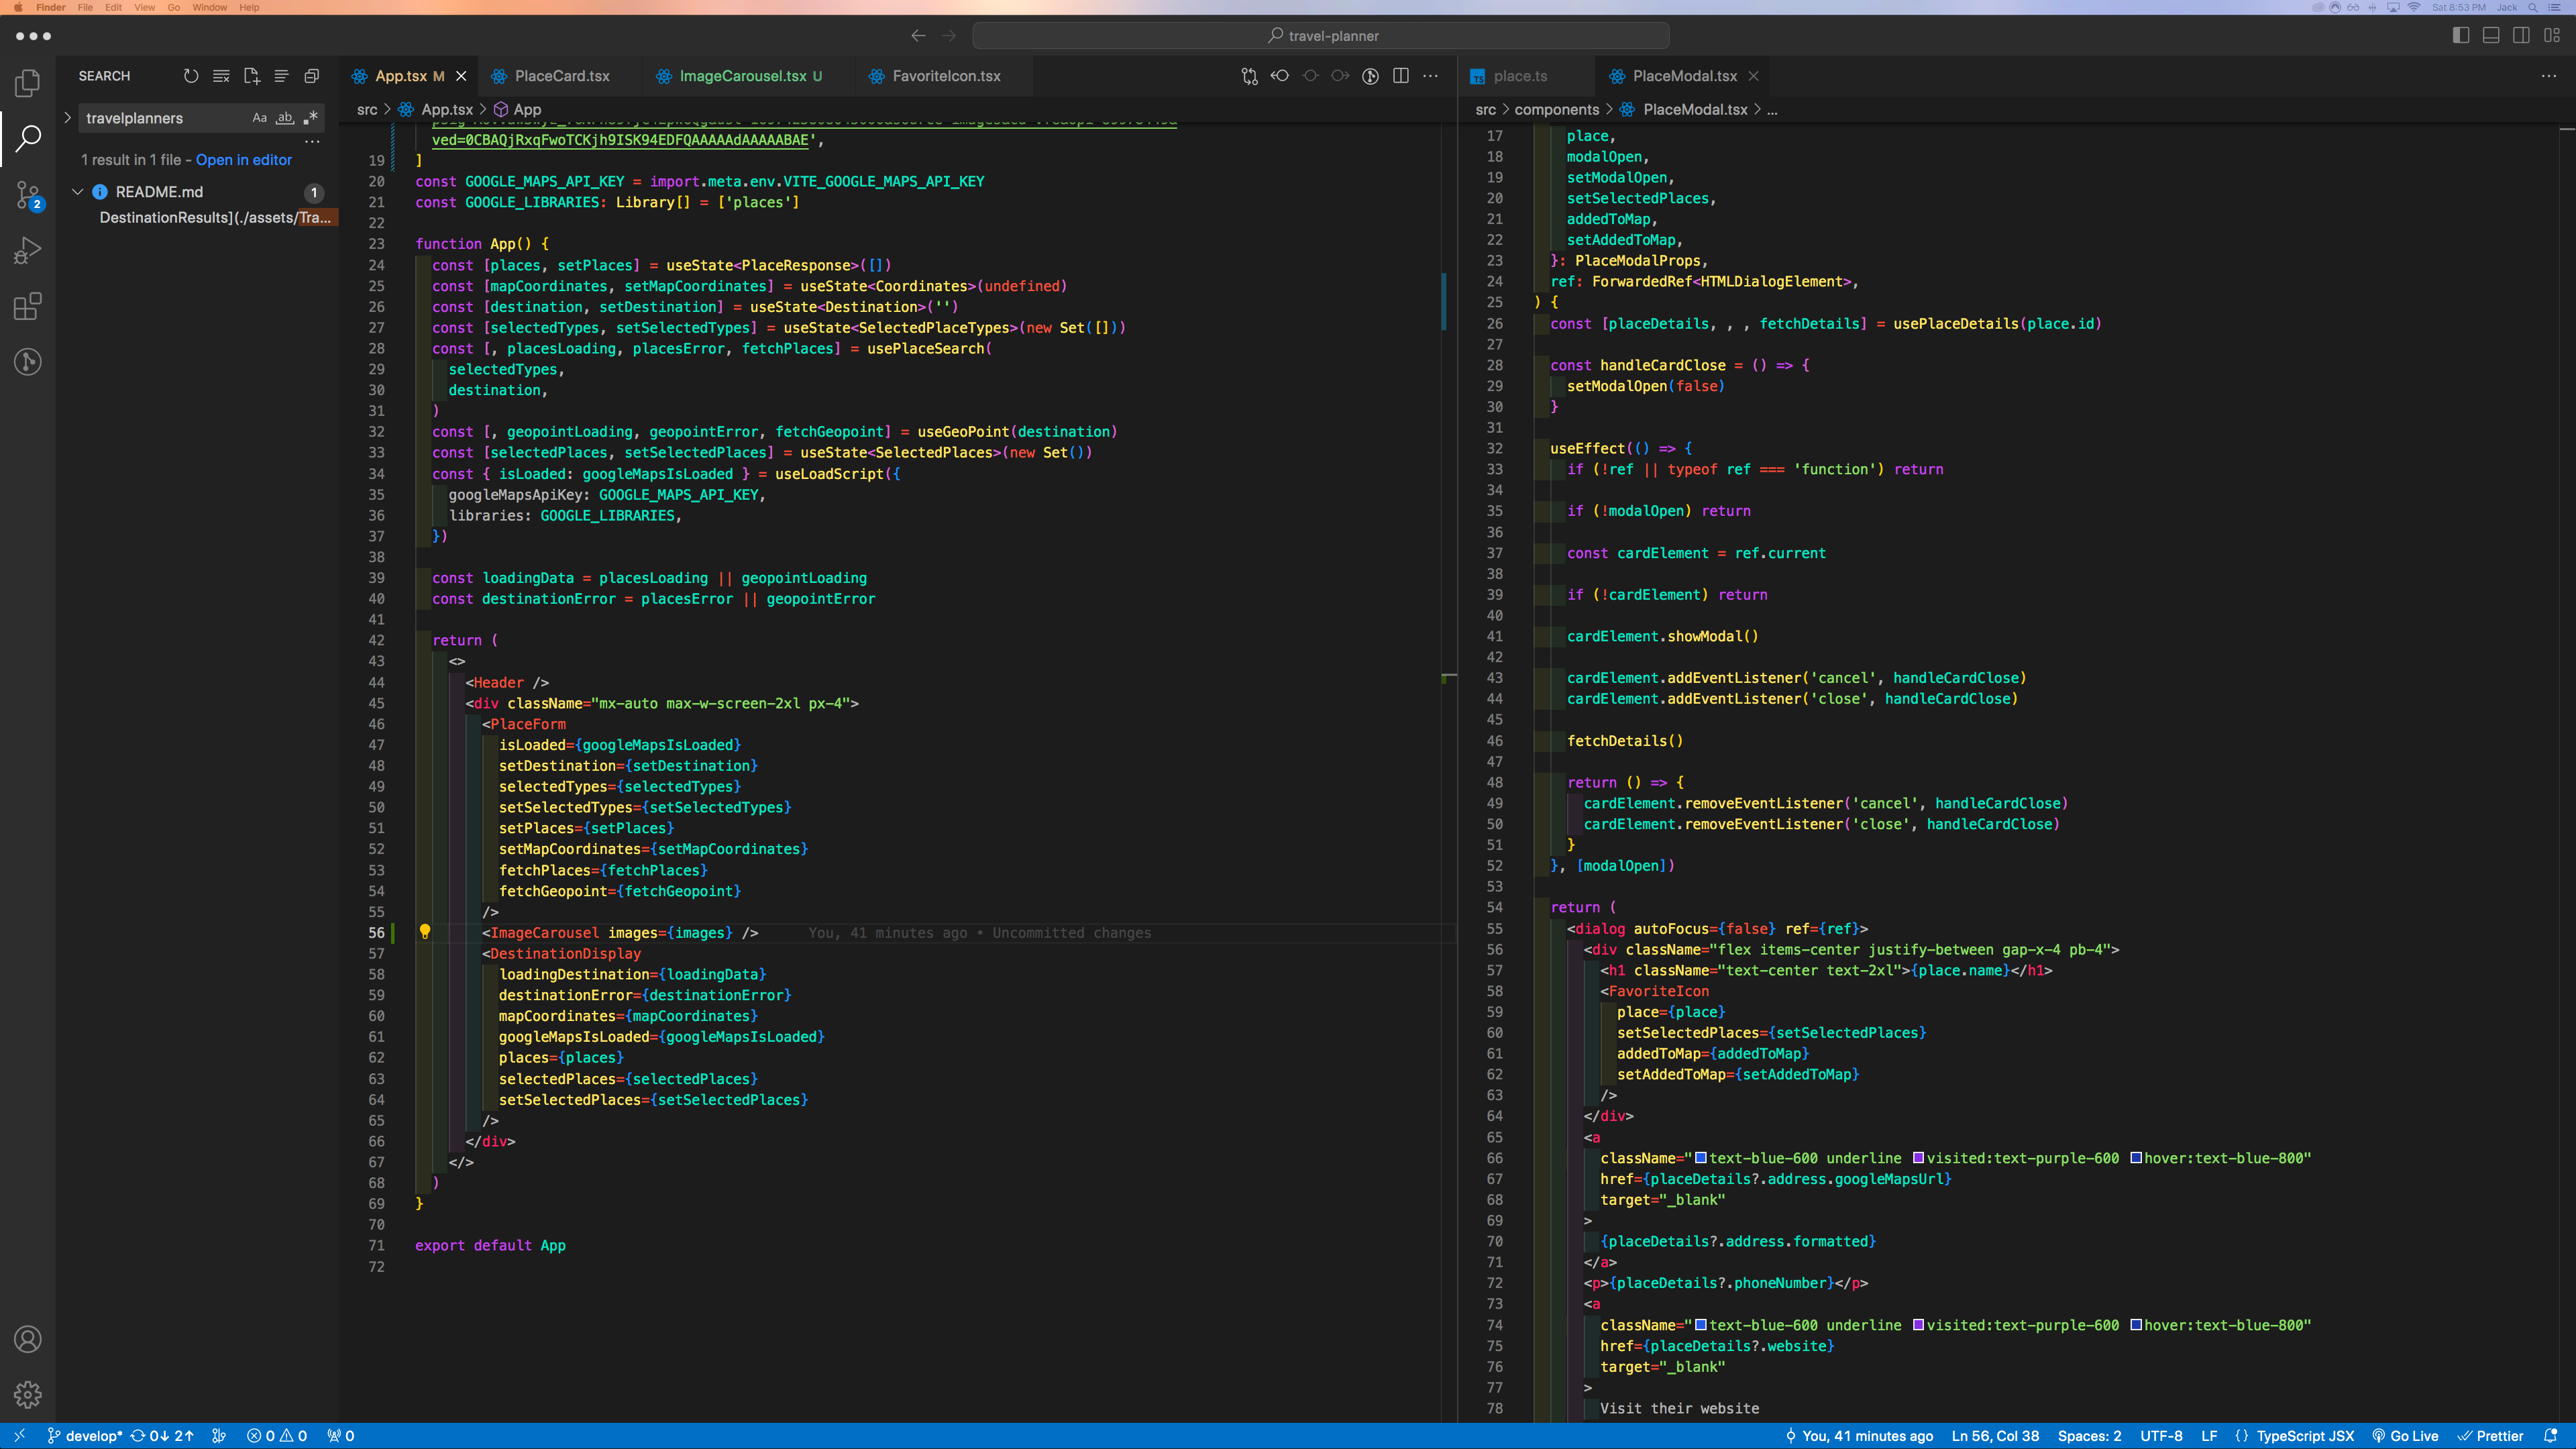 Finder File Edit View Go Window Help
Sat 8:53 PM Jack
travel-planner
SEARCH
travelplanners
Aa ab
1 result in 1 file - Open in editor
README.md 1
DestinationResults](./assets/Tra...
2
App.tsx M PlaceCard.tsx ImageCarousel.tsx U FavoriteIcon.tsx
src > App.tsx > App
ved=0CBAQjRxqFwoTCKjh9ISK94EDFQAAAAAdAAAAABAE',
19 ]
20 const GOOGLE_MAPS_API_KEY = import.meta.env.VITE_GOOGLE_MAPS_API_KEY
21 const GOOGLE_LIBRARIES: Library[] = ['places']
22
23 function App() {
24 const [places, setPlaces] = useState<PlaceResponse>([])
25 const [mapCoordinates, setMapCoordinates] = useState<Coordinates>(undefined)
26 const [destination, setDestination] = useState<Destination>('')
27 const [selectedTypes, setSelectedTypes] = useState<SelectedPlaceTypes>(new Set([]))
28 const [, placesLoading, placesError, fetchPlaces] = usePlaceSearch(
29 selectedTypes,
30 destination,
31 )
32 const [, geopointLoading, geopointError, fetchGeopoint] = useGeoPoint(destination)
33 const [selectedPlaces, setSelectedPlaces] = useState<SelectedPlaces>(new Set())
34 const { isLoaded: googleMapsIsLoaded } = useLoadScript({
35 googleMapsApiKey: GOOGLE_MAPS_API_KEY,
36 libraries: GOOGLE_LIBRARIES,
37 })
38
39 const loadingData = placesLoading || geopointLoading
40 const destinationError = placesError || geopointError
41
42 return (
43 <>
44 <Header />
45 <div className="mx-auto max-w-screen-2xl px-4">
46 <PlaceForm
47 isLoaded={googleMapsIsLoaded}
48 setDestination={setDestination}
49 selectedTypes={selectedTypes}
50 setSelectedTypes={setSelectedTypes}
51 setPlaces={setPlaces}
52 setMapCoordinates={setMapCoordinates}
53 fetchPlaces={fetchPlaces}
54 fetchGeopoint={fetchGeopoint}
55 />
56 <ImageCarousel images={images} /> You, 41 minutes ago • Uncommitted changes
57 <DestinationDisplay
58 loadingDestination={loadingData}
59 destinationError={destinationError}
60 mapCoordinates={mapCoordinates}
61 googleMapsIsLoaded={googleMapsIsLoaded}
62 places={places}
63 selectedPlaces={selectedPlaces}
64 setSelectedPlaces={setSelectedPlaces}
65 />
66 </div>
67 </>
68 )
69 }
70
71 export default App
72
TS place.ts PlaceModal.tsx
src > components > PlaceModal.tsx > ...
17 place,
18 modalOpen,
19 setModalOpen,
20 setSelectedPlaces,
21 addedToMap,
22 setAddedToMap,
23 }: PlaceModalProps,
24 ref: ForwardedRef<HTMLDialogElement>,
25 ) {
26 const [placeDetails, , , fetchDetails] = usePlaceDetails(place.id)
27
28 const handleCardClose = () => {
29 setModalOpen(false)
30 }
31
32 useEffect(() => {
33 if (!ref || typeof ref === 'function') return
34
35 if (!modalOpen) return
36
37 const cardElement = ref.current
38
39 if (!cardElement) return
40
41 cardElement.showModal()
42
43 cardElement.addEventListener('cancel', handleCardClose)
44 cardElement.addEventListener('close', handleCardClose)
45
46 fetchDetails()
47
48 return () => {
49 cardElement.removeEventListener('cancel', handleCardClose)
50 cardElement.removeEventListener('close', handleCardClose)
51 }
52 }, [modalOpen])
53
54 return (
55 <dialog autoFocus={false} ref={ref}>
56 <div className="flex items-center justify-between gap-x-4 pb-4">
57 <h1 className="text-center text-2xl">{place.name}</h1>
58 <FavoriteIcon
59 place={place}
60 setSelectedPlaces={setSelectedPlaces}
61 addedToMap={addedToMap}
62 setAddedToMap={setAddedToMap}
63 />
64 </div>
65 <a
66 className="text-blue-600 underline visited:text-purple-600 hover:text-blue-800"
67 href={placeDetails?.address.googleMapsUrl}
68 target="_blank"
69 >
70 {placeDetails?.address.formatted}
71 </a>
72 <p>{placeDetails?.phoneNumber}</p>
73 <a
74 className="text-blue-600 underline visited:text-purple-600 hover:text-blue-800"
75 href={placeDetails?.website}
76 target="_blank"
77 >
78 Visit their website
develop* 0↓ 2↑ 0 0 0
You, 41 minutes ago Ln 56, Col 38 Spaces: 2 UTF-8 LF {} TypeScript JSX Go Live Prettier